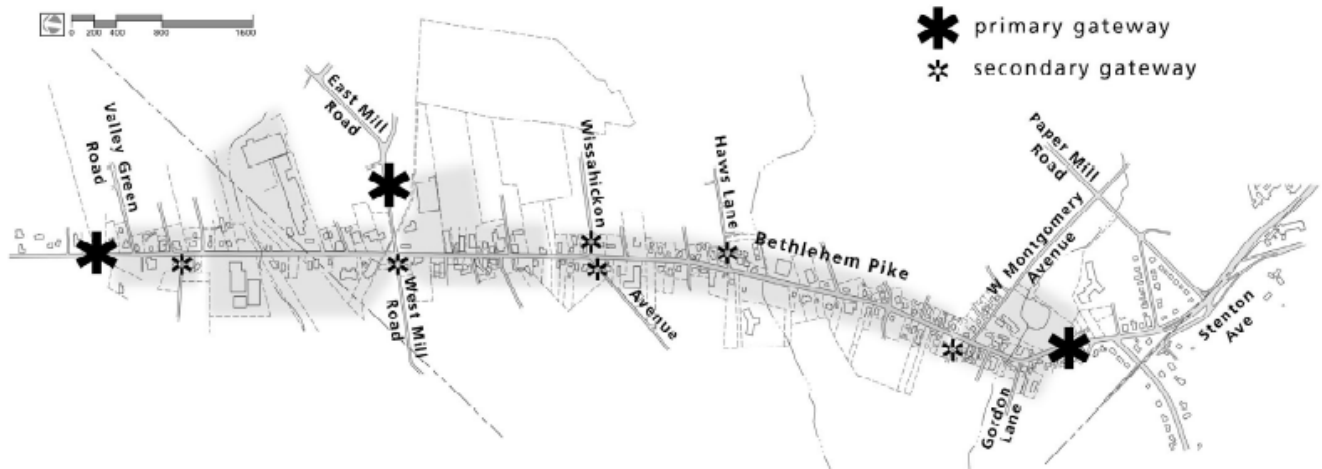 0 200 400 800 1600
primary gateway
secondary gateway
East Mill
Road
Valley Green
Road
Wissahickon
Haws Lane
Paper Mill
Road
W Montgomery
Avenue
Bethlehem Pike
West Mill
Road
Avenue
Stenton
Ave
Gordon
Lane